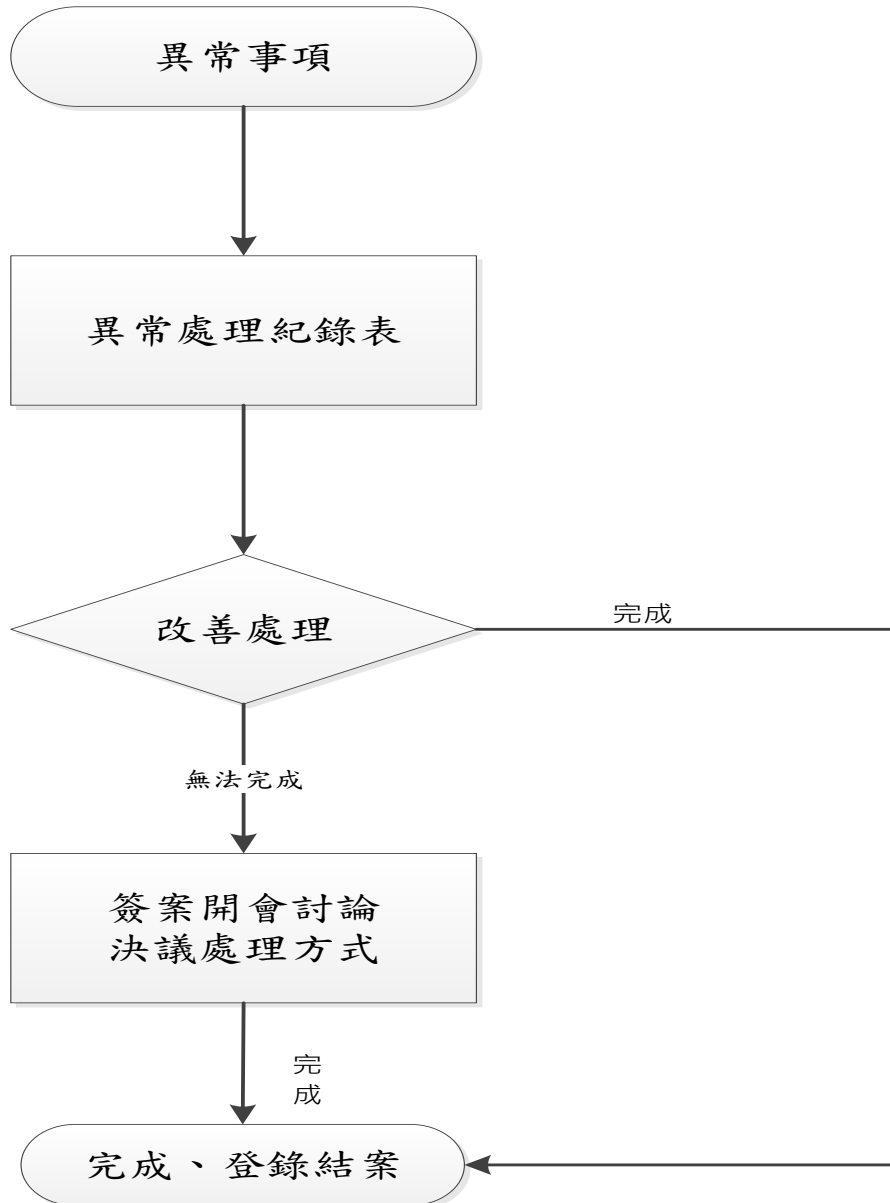 異常事項
異常處理紀錄表
改善處理
完成
無法完成
簽案開會討論
決議處理方式
完
成
完成、登錄結案